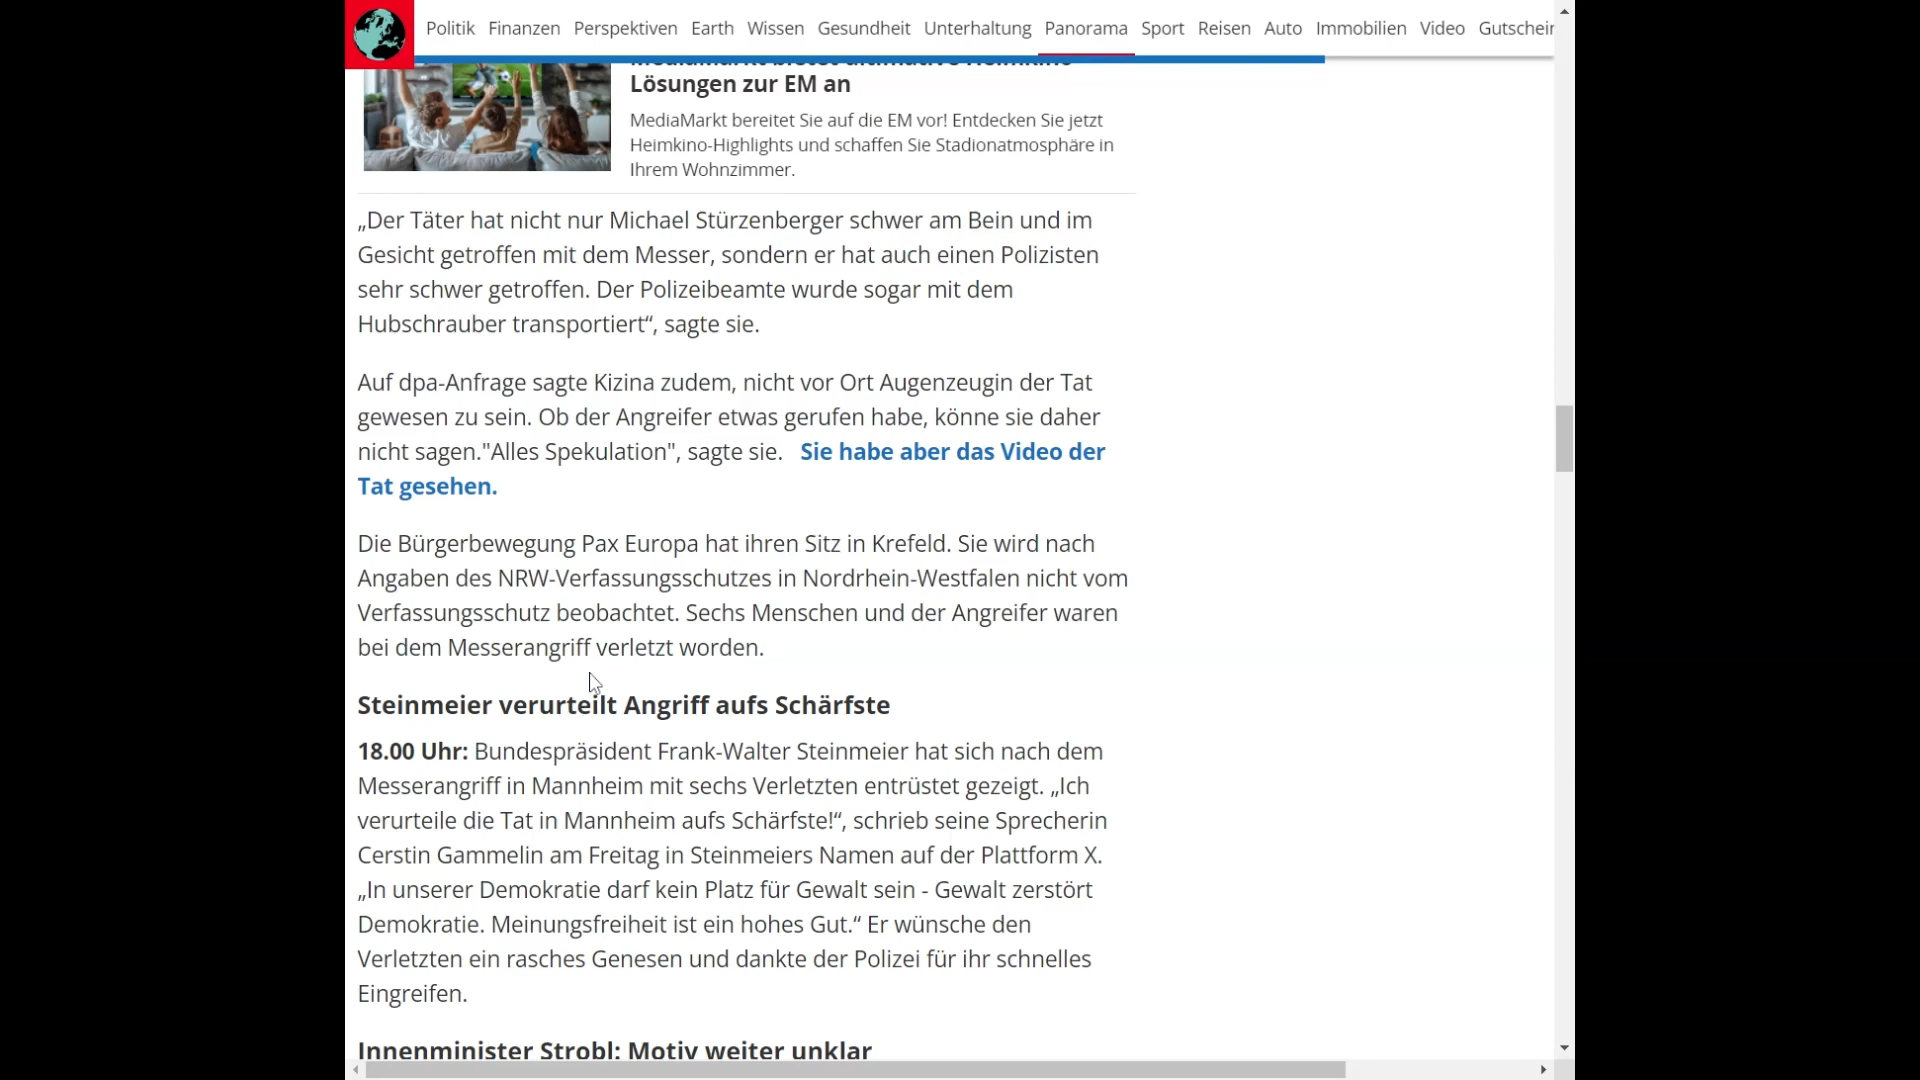 Politik Finanzen Perspektiven Earth Wissen Gesundheit Unterhaltung Panorama Sport Reisen Auto Immobilien Video Gutschein
MediaMarkt bietet ultimative Heimkino-
Lösungen zur EM an
MediaMarkt bereitet Sie auf die EM vor! Entdecken Sie jetzt
Heimkino-Highlights und schaffen Sie Stadionatmosphäre in
Ihrem Wohnzimmer.
„Der Täter hat nicht nur Michael Stürzenberger schwer am Bein und im
Gesicht getroffen mit dem Messer, sondern er hat auch einen Polizisten
sehr schwer getroffen. Der Polizeibeamte wurde sogar mit dem
Hubschrauber transportiert“, sagte sie.
Auf dpa-Anfrage sagte Kizina zudem, nicht vor Ort Augenzeugin der Tat
gewesen zu sein. Ob der Angreifer etwas gerufen habe, könne sie daher
nicht sagen."Alles Spekulation", sagte sie. Sie habe aber das Video der
Tat gesehen.
Die Bürgerbewegung Pax Europa hat ihren Sitz in Krefeld. Sie wird nach
Angaben des NRW-Verfassungsschutzes in Nordrhein-Westfalen nicht vom
Verfassungsschutz beobachtet. Sechs Menschen und der Angreifer waren
bei dem Messerangriff verletzt worden.
Steinmeier verurteilt Angriff aufs Schärfste
18.00 Uhr: Bundespräsident Frank-Walter Steinmeier hat sich nach dem
Messerangriff in Mannheim mit sechs Verletzten entrüstet gezeigt. „Ich
verurteile die Tat in Mannheim aufs Schärfste!“, schrieb seine Sprecherin
Cerstin Gammelin am Freitag in Steinmeiers Namen auf der Plattform X.
„In unserer Demokratie darf kein Platz für Gewalt sein - Gewalt zerstört
Demokratie. Meinungsfreiheit ist ein hohes Gut.“ Er wünsche den
Verletzten ein rasches Genesen und dankte der Polizei für ihr schnelles
Eingreifen.
Innenminister Strobl: Motiv weiter unklar